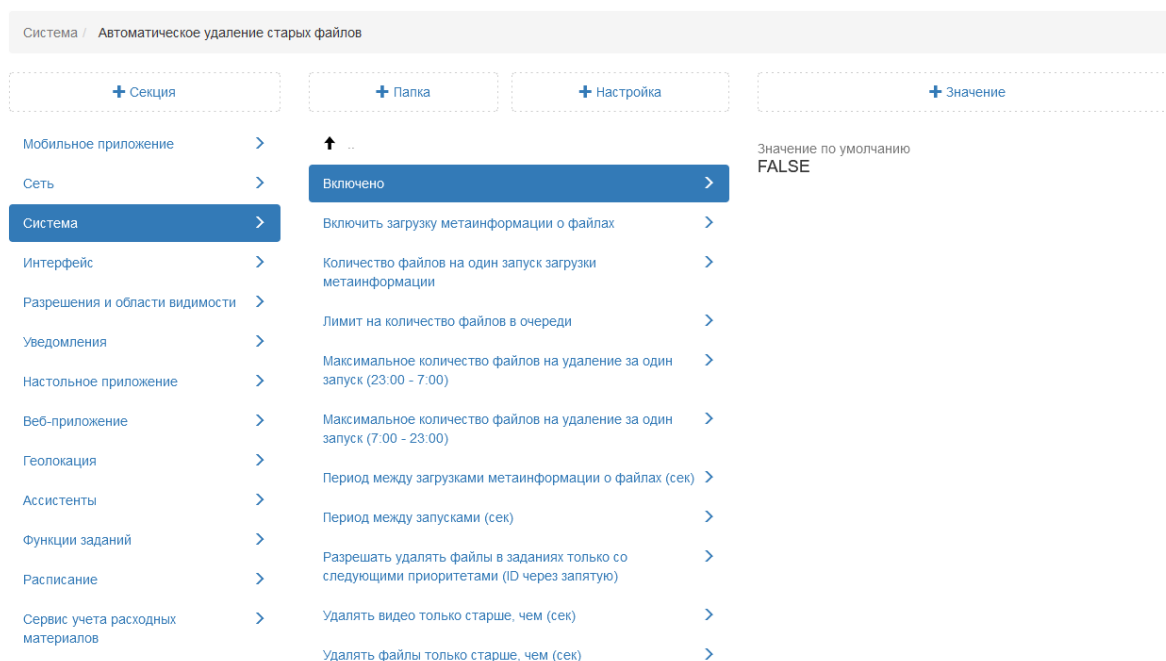 Система / Автоматическое удаление старых файлов
+ Секция
+ Папка
+ Настройка
+ Значение
Мобильное приложение
Сеть
Система
Интерфейс
Разрешения и области видимости
Уведомления
Настольное приложение
Веб-приложение
Геолокация
Ассистенты
Функции заданий
Расписание
Сервис учета расходных
материалов
..
Включено
Включить загрузку метаинформации о файлах
Количество файлов на один запуск загрузки
метаинформации
Лимит на количество файлов в очереди
Максимальное количество файлов на удаление за один
запуск (23:00 - 7:00)
Максимальное количество файлов на удаление за один
запуск (7:00 - 23:00)
Период между загрузками метаинформации о файлах (сек)
Период между запусками (сек)
Разрешать удалять файлы в заданиях только со
следующими приоритетами (ID через запятую)
Удалять видео только старше, чем (сек)
Удалять файлы только старше, чем (сек)
Значение по умолчанию
FALSE